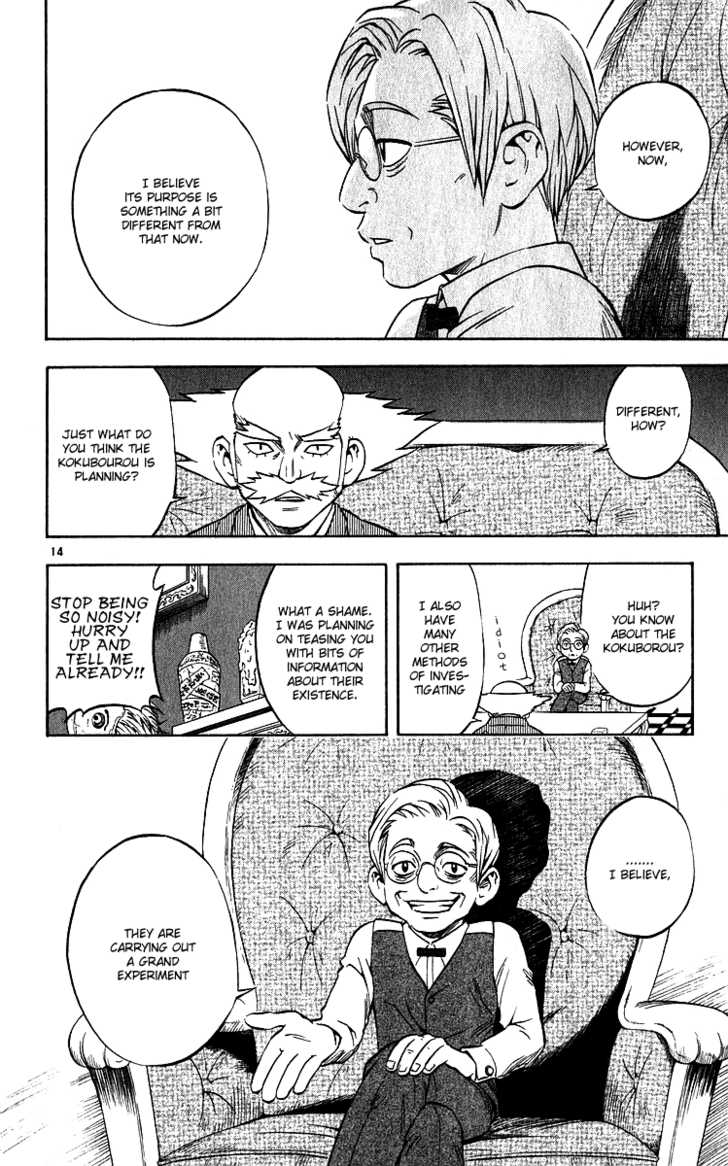 HOWEVER,
NOW,
I BELIEVE
ITS PURPOSE IS
SOMETHING A BIT
DIFFERENT FROM
THAT NOW.
DIFFERENT,
HOW?
JUST WHAT DO
YOU THINK THE
KOKUBOUROU IS
PLANNING?
14
HUH?
YOU KNOW
ABOUT THE
KOKUBOROU?
idiot
I ALSO
HAVE
MANY
OTHER
METHODS
OF INVES-
TIGATING
WHAT A SHAME.
I WAS PLANNING
ON TEASING YOU
WITH BITS OF
INFORMATION
ABOUT THEIR
EXISTENCE.
STOP BEING
SO NOISY!
HURRY
UP AND
TELL ME
ALREADY!!
.......
I BELIEVE,
THEY ARE
CARRYING OUT
A GRAND
EXPERIMENT